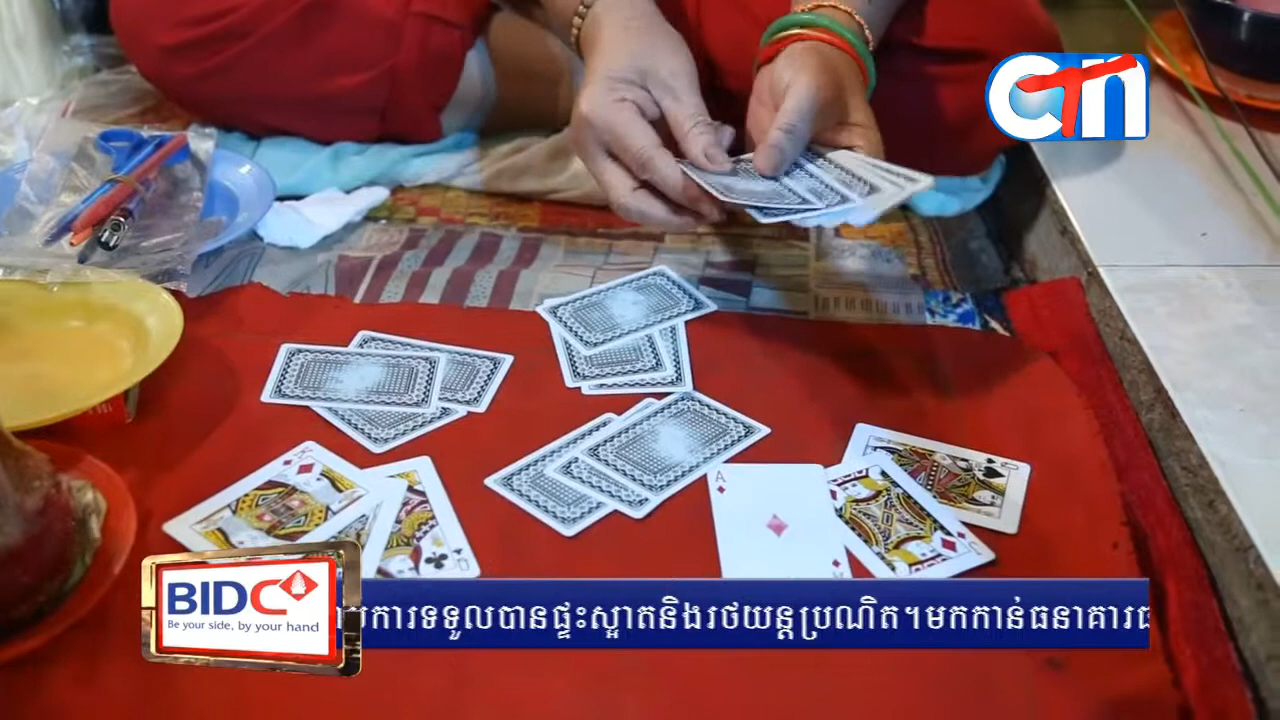 CTN
A
K
BIDC
Be your side, by your hand
ការទទួលបានផ្ទះស្អាតនិងរថយន្តប្រណិត។មកកាន់ធនាគារ